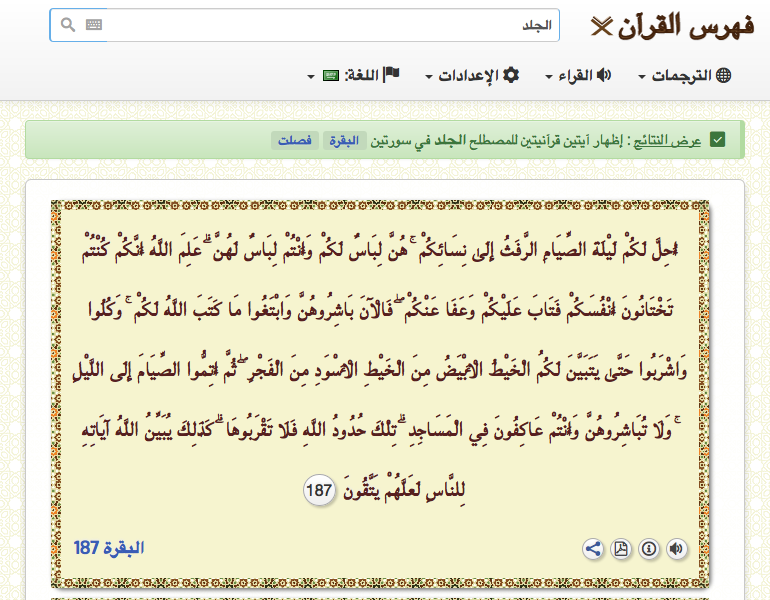 فهرس القرآن
الجلد
الترجمات
القراء
الإعدادات
اللغة:
عرض النتائج : إظهار آيتين قرآنيتين للمصطلح الجلد في سورتين البقرة فصلت
أُحِلَّ لَكُمْ لَيْلَةَ الصِّيَامِ الرَّفَثُ إِلَىٰ نِسَائِكُمْ ۚ هُنَّ لِبَاسٌ لَكُمْ وَأَنْتُمْ لِبَاسٌ لَهُنَّ ۗ عَلِمَ اللَّهُ أَنَّكُمْ كُنْتُمْ
تَخْتَانُونَ أَنْفُسَكُمْ فَتَابَ عَلَيْكُمْ وَعَفَا عَنْكُمْ ۖ فَالْآنَ بَاشِرُوهُنَّ وَابْتَغُوا مَا كَتَبَ اللَّهُ لَكُمْ ۚ وَكُلُوا
وَاشْرَبُوا حَتَّىٰ يَتَبَيَّنَ لَكُمُ الْخَيْطُ الْأَبْيَضُ مِنَ الْخَيْطِ الْأَسْوَدِ مِنَ الْفَجْرِ ۖ ثُمَّ أَتِمُّوا الصِّيَامَ إِلَى اللَّيْلِ
ۚ وَلَا تُبَاشِرُوهُنَّ وَأَنْتُمْ عَاكِفُونَ فِي الْمَسَاجِدِ ۗ تِلْكَ حُدُودُ اللَّهِ فَلَا تَقْرَبُوهَا ۗ كَذَٰلِكَ يُبَيِّنُ اللَّهُ آيَاتِهِ
لِلنَّاسِ لَعَلَّهُمْ يَتَّقُونَ 187
البقرة 187